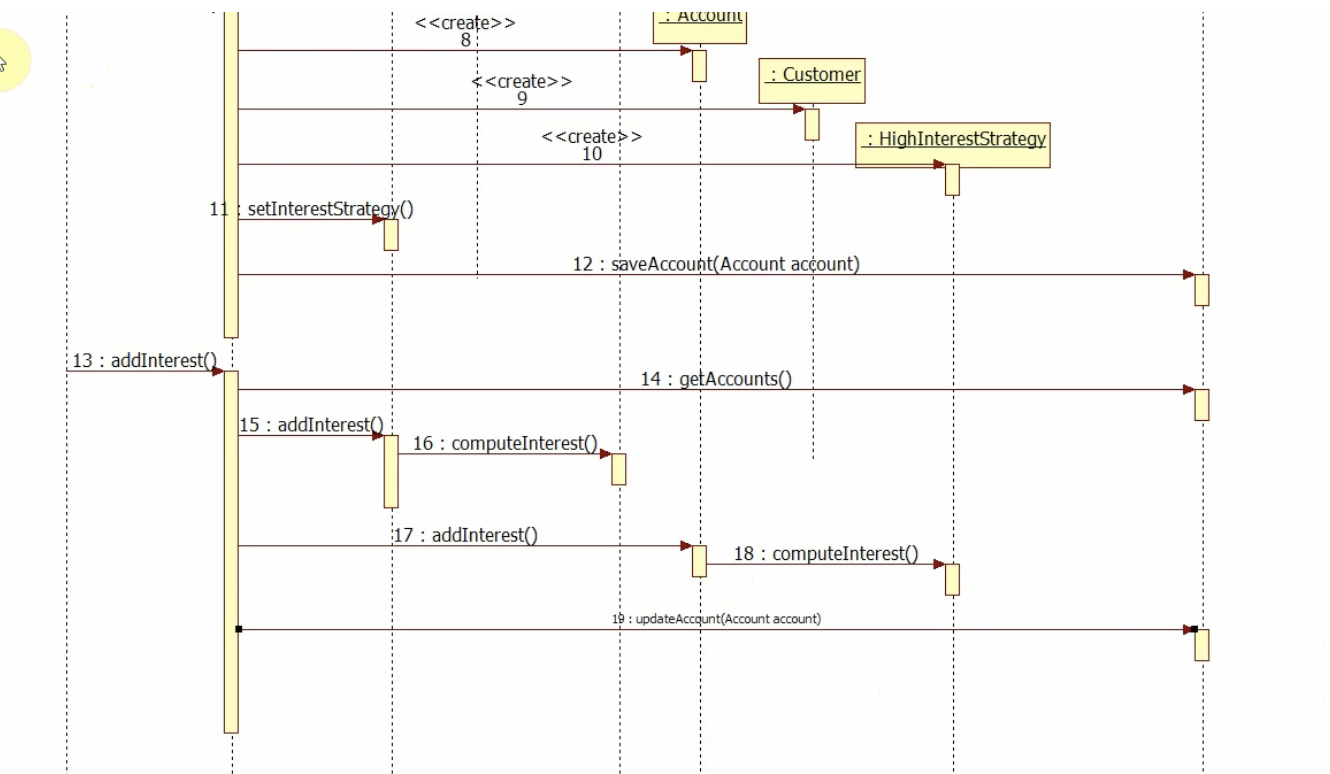 <<create>>
8
: Account
<<create>>
9
: Customer
<<create>>
10
: HighInterestStrategy
11 : setInterestStrategy()
12 : saveAccount(Account account)
13 : addInterest()
14 : getAccounts()
15 : addInterest()
16 : computeInterest()
17 : addInterest()
18 : computeInterest()
19 : updateAccount(Account account)